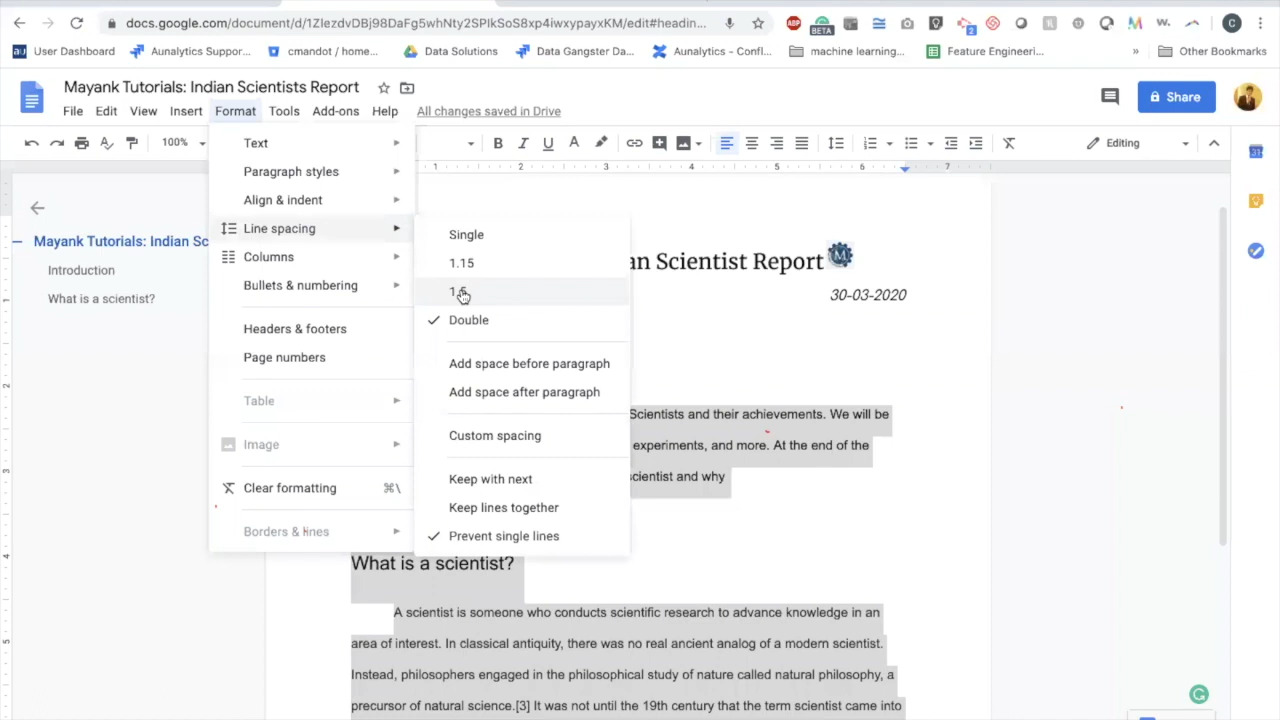 docs.google.com/document/d/1ZlezdvDBj98DaFg5whNty2SPlkSoS8xp4iwxypayxKM/edit#headin...
User Dashboard
Aunalytics Suppor...
cmandot / home...
Data Solutions
Data Gangster Da...
Aunalytics - Confl...
machine learning...
Feature Engineeri...
»
Other Bookmarks
Mayank Tutorials: Indian Scientists Report
File Edit View Insert Format Tools Add-ons Help All changes saved in Drive
Share
100%
Editing
Text
Paragraph styles
Align & indent
Line spacing
Columns
Bullets & numbering
Headers & footers
Page numbers
Table
Image
Clear formatting ⌘\
Borders & lines
Single
1.15
1.5
Double
Add space before paragraph
Add space after paragraph
Custom spacing
Keep with next
Keep lines together
Prevent single lines
Mayank Tutorials: Indian Sc
Introduction
What is a scientist?
an Scientist Report
30-03-2020
Scientists and their achievements. We will be
experiments, and more. At the end of the
scientist and why
What is a scientist?
A scientist is someone who conducts scientific research to advance knowledge in an
area of interest. In classical antiquity, there was no real ancient analog of a modern scientist.
Instead, philosophers engaged in the philosophical study of nature called natural philosophy, a
precursor of natural science.[3] It was not until the 19th century that the term scientist came into